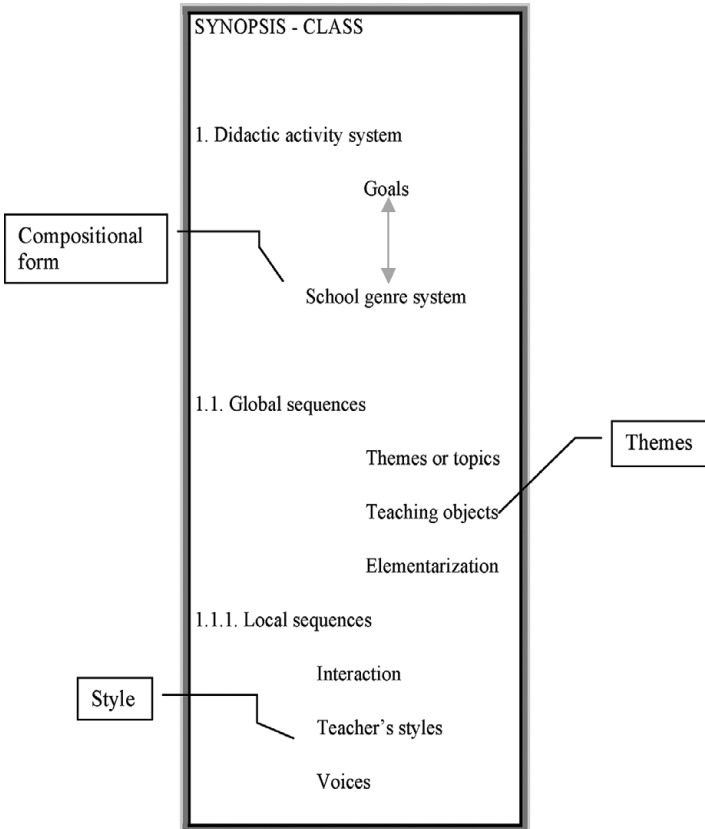 SYNOPSIS - CLASS
1. Didactic activity system
Goals
Compositional
form
School genre system
1.1. Global sequences
Themes
Themes or topics
Teaching objects
Elementarization
1.1.1. Local sequences
Interaction
Style
Teacher’s styles
Voices